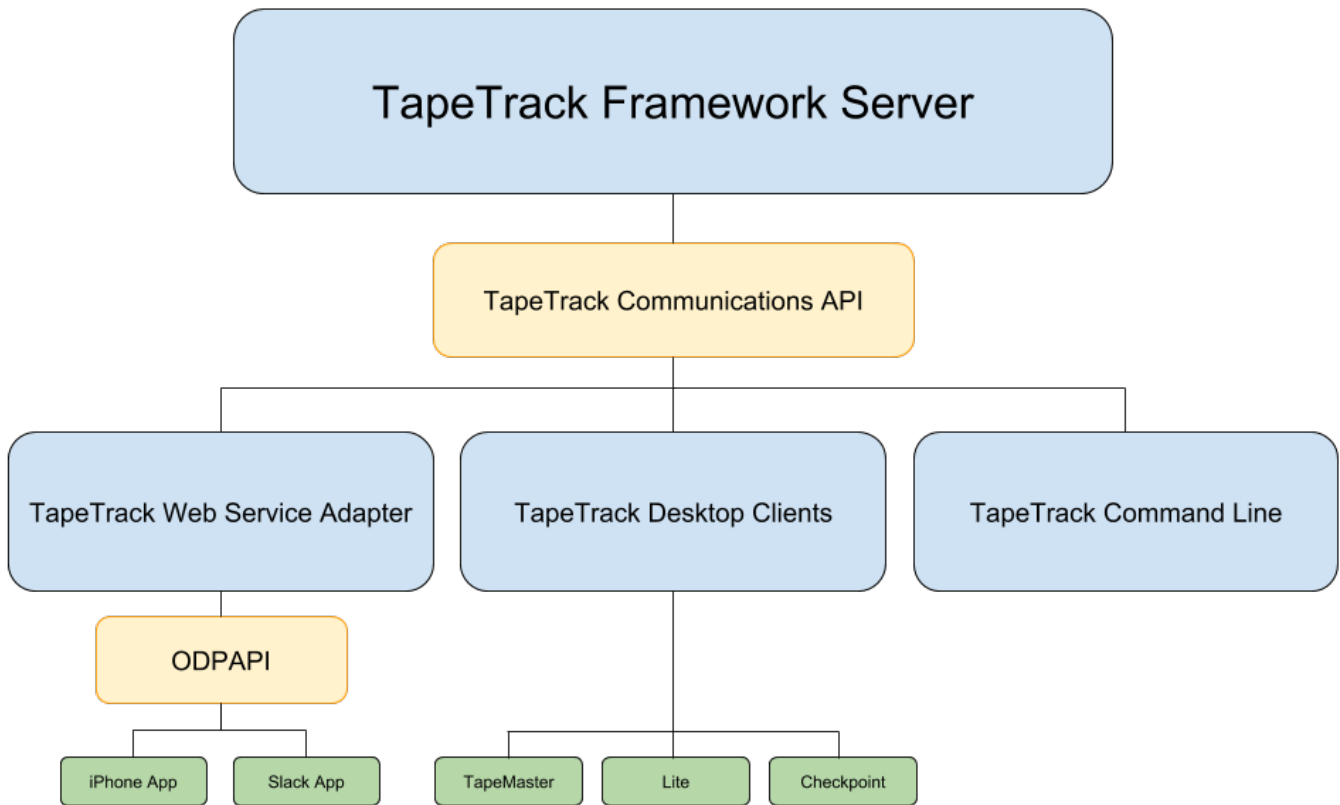 TapeTrack Framework Server
TapeTrack Communications API
TapeTrack Web Service Adapter
TapeTrack Desktop Clients
TapeTrack Command Line
ODPAPI
iPhone App
Slack App
TapeMaster
Lite
Checkpoint